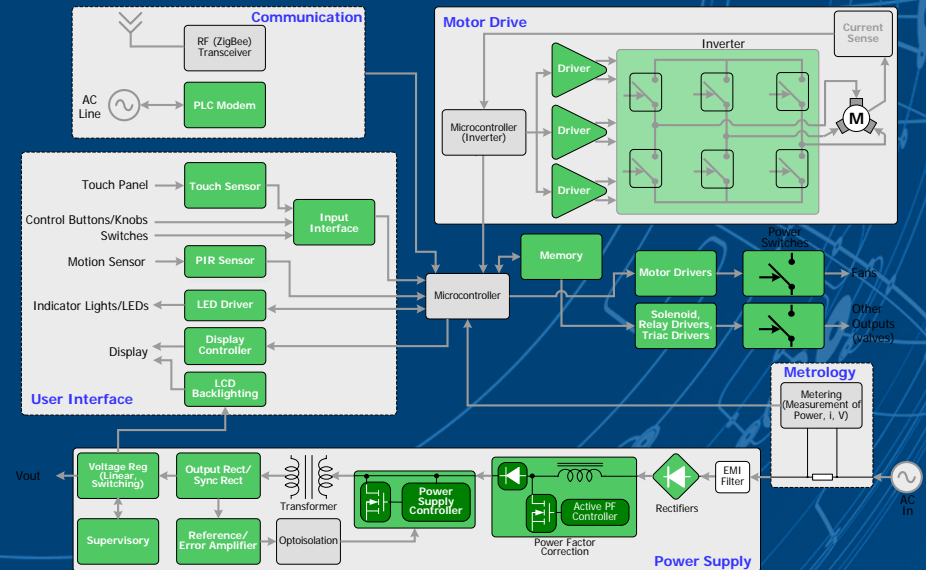 Communication
RF (ZigBee)
Transceiver
AC
Line
PLC Modem
Motor Drive
Current
Sense
Inverter
Driver
Driver
Driver
Microcontroller
(Inverter)
M
Touch Panel
Touch Sensor
Control Buttons/Knobs
Switches
Input
Interface
Motion Sensor
PIR Sensor
Indicator Lights/LEDs
LED Driver
Display
Display
Controller
LCD
Backlighting
User Interface
Microcontroller
Memory
Motor Drivers
Power
Switches
Fans
Solenoid,
Relay Drivers,
Triac Drivers
Other
Outputs
(valves)
Metrology
Metering
(Measurement of
Power, i, V)
AC
In
Vout
Voltage Reg
(Linear,
Switching)
Output Rect/
Sync Rect
Transformer
Power
Supply
Controller
Active PF
Controller
Power Factor
Correction
Rectifiers
EMI
Filter
Supervisory
Reference/
Error Amplifier
Optoisolation
Power Supply